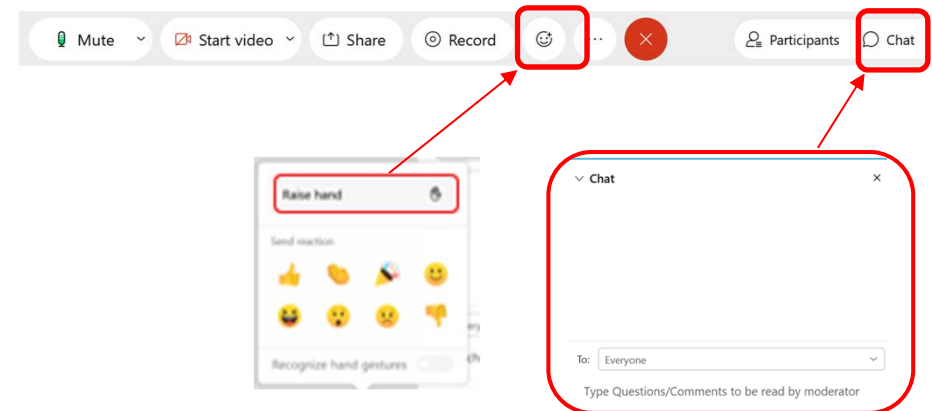 Mute
Start video
Share
Record
...
Participants
Chat
Raise hand
Send reaction
Recognize hand gestures
Chat
To: Everyone
Type Questions/Comments to be read by moderator